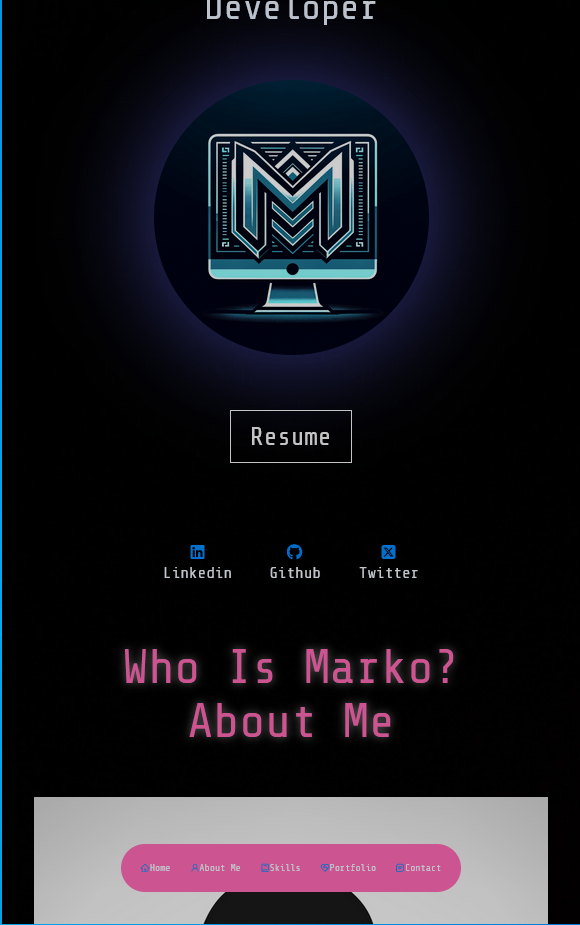 Developer
M
Resume
Linkedin Github Twitter
Who Is Marko?
About Me
Home About Me Skills Portfolio Contact